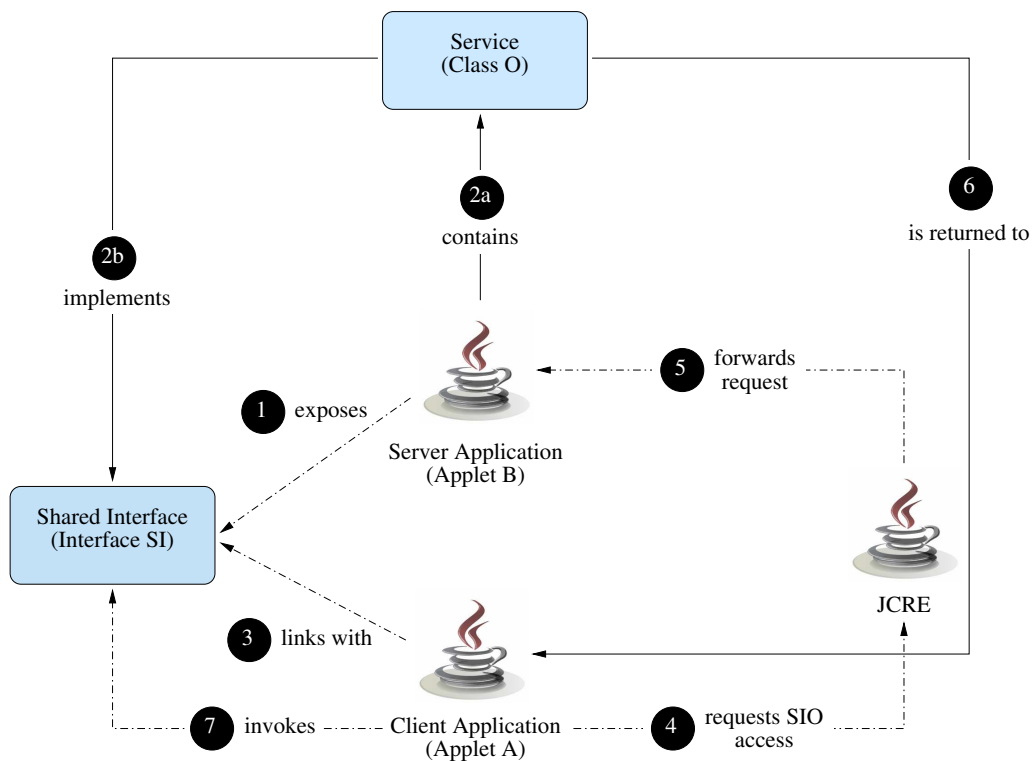 Service
(Class O)
2a
contains
6
is returned to
2b
implements
5
forwards
request
1
exposes
Server Application
(Applet B)
Shared Interface
(Interface SI)
JCRE
3
links with
7
invokes
Client Application
(Applet A)
4
requests SIO
access